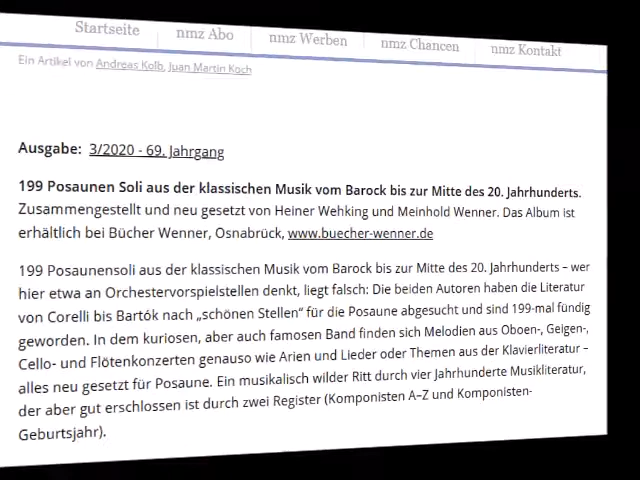 Startseite nmz Abo nmz Werben nmz Chancen nmz Kontakt
Ein Artikel von Andreas Kolb, Juan Martin Koch
Ausgabe: 3/2020 - 69. Jahrgang
199 Posaunen Soli aus der klassischen Musik vom Barock bis zur Mitte des 20. Jahrhunderts.
Zusammengestellt und neu gesetzt von Heiner Wehking und Meinhold Wenner. Das Album ist
erhältlich bei Bücher Wenner, Osnabrück, www.buecher-wenner.de
199 Posaunensoli aus der klassischen Musik vom Barock bis zur Mitte des 20. Jahrhunderts – wer
hier etwa an Orchestervorspielstellen denkt, liegt falsch: Die beiden Autoren haben die Literatur
von Corelli bis Bartók nach „schönen Stellen“ für die Posaune abgesucht und sind 199-mal fündig
geworden. In dem kuriosen, aber auch famosen Band finden sich Melodien aus Oboen-, Geigen-,
Cello- und Flötenkonzerten genauso wie Arien und Lieder oder Themen aus der Klavierliteratur –
alles neu gesetzt für Posaune. Ein musikalisch wilder Ritt durch vier Jahrhunderte Musikliteratur,
der aber gut erschlossen ist durch zwei Register (Komponisten A–Z und Komponisten-
Geburtsjahr).